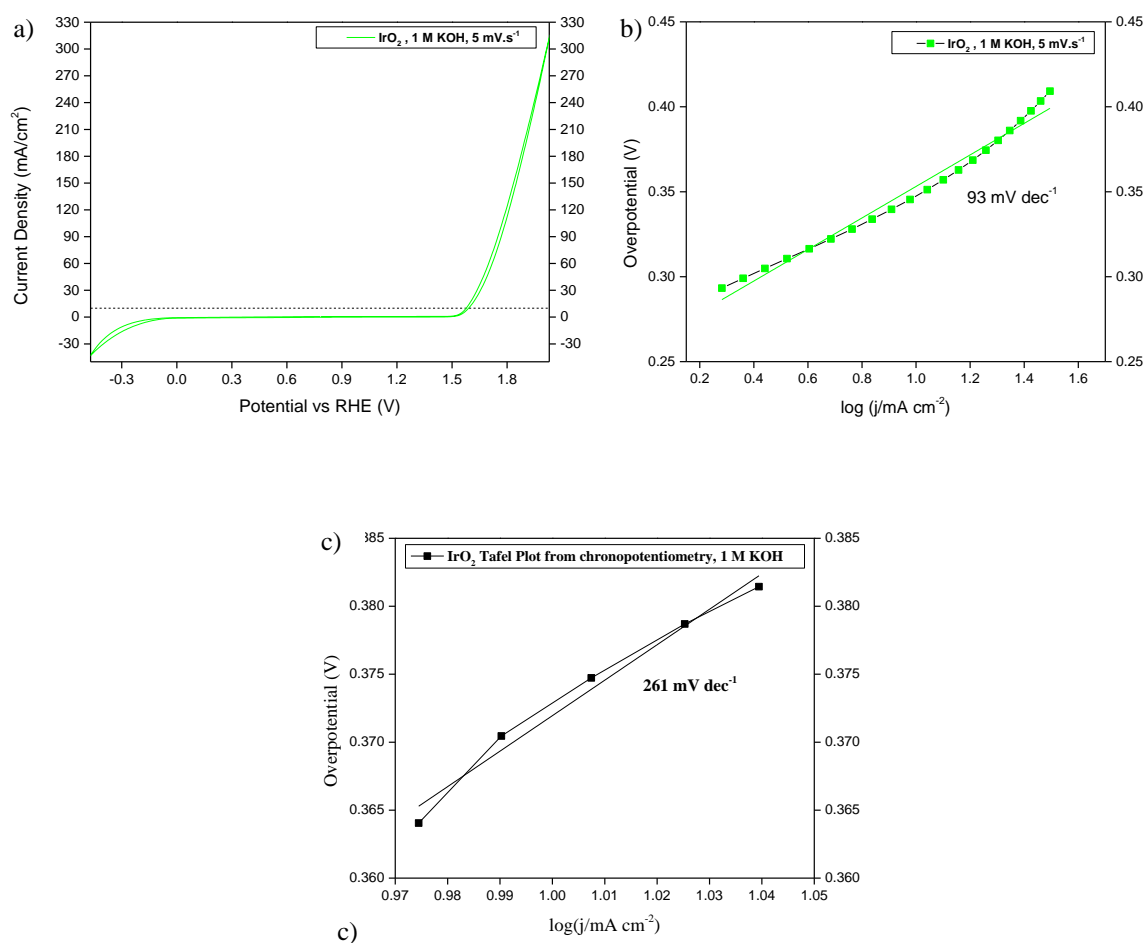 a)
IrO₂ , 1 M KOH, 5 mV.s⁻¹
330
300
270
240
210
180
150
120
90
60
30
0
-30
330
300
270
240
210
180
150
120
90
60
30
0
-30
Current Density (mA/cm²)
-0.3 0.0 0.3 0.6 0.9 1.2 1.5 1.8
Potential vs RHE (V)
b)
IrO₂ , 1 M KOH, 5 mV.s⁻¹
0.45
0.40
0.35
0.30
0.25
0.45
0.40
0.35
0.30
0.25
Overpotential (V)
93 mV dec⁻¹
0.2 0.4 0.6 0.8 1.0 1.2 1.4 1.6
log (j/mA cm⁻²)
c)
IrO₂ Tafel Plot from chronopotentiometry, 1 M KOH
).385
0.380
0.375
0.370
0.365
0.360
0.385
0.380
0.375
0.370
0.365
0.360
Overpotential (V)
261 mV dec⁻¹
0.97 0.98 0.99 1.00 1.01 1.02 1.03 1.04 1.05
log(j/mA cm⁻²)
c)